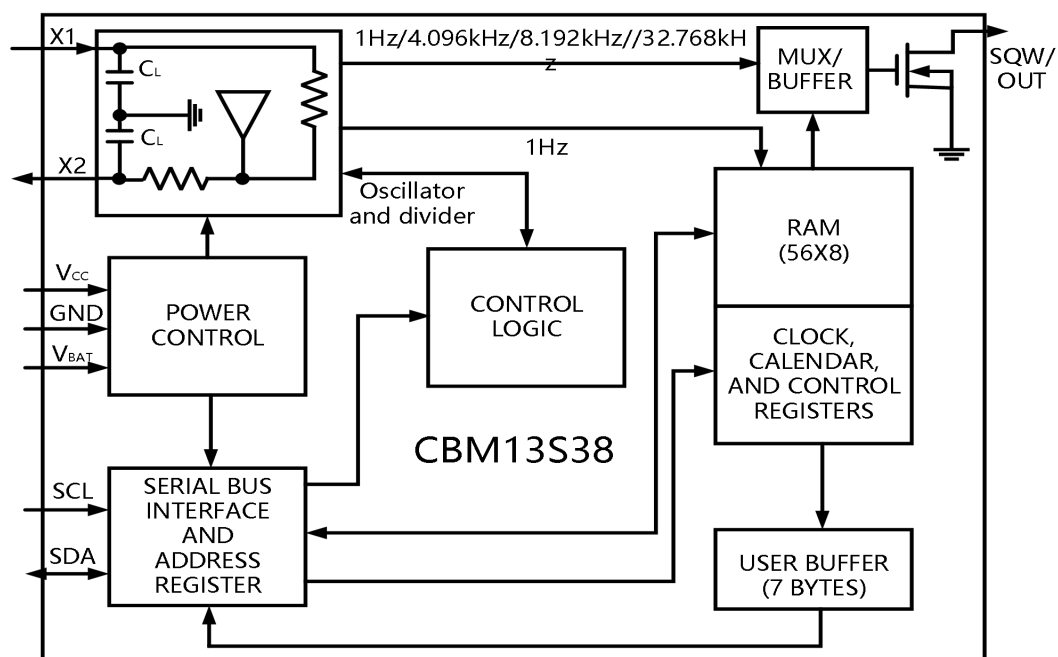 X1
1Hz/4.096kHz/8.192kHz//32.768kH
z
MUX/
BUFFER
SQW/
OUT
CL
CL
X2
1Hz
Oscillator
and divider
RAM
(56X8)
VCC
GND
VBAT
POWER
CONTROL
CONTROL
LOGIC
CLOCK,
CALENDAR,
AND CONTROL
REGISTERS
CBM13S38
SCL
SDA
SERIAL BUS
INTERFACE
AND
ADDRESS
REGISTER
USER BUFFER
(7 BYTES)